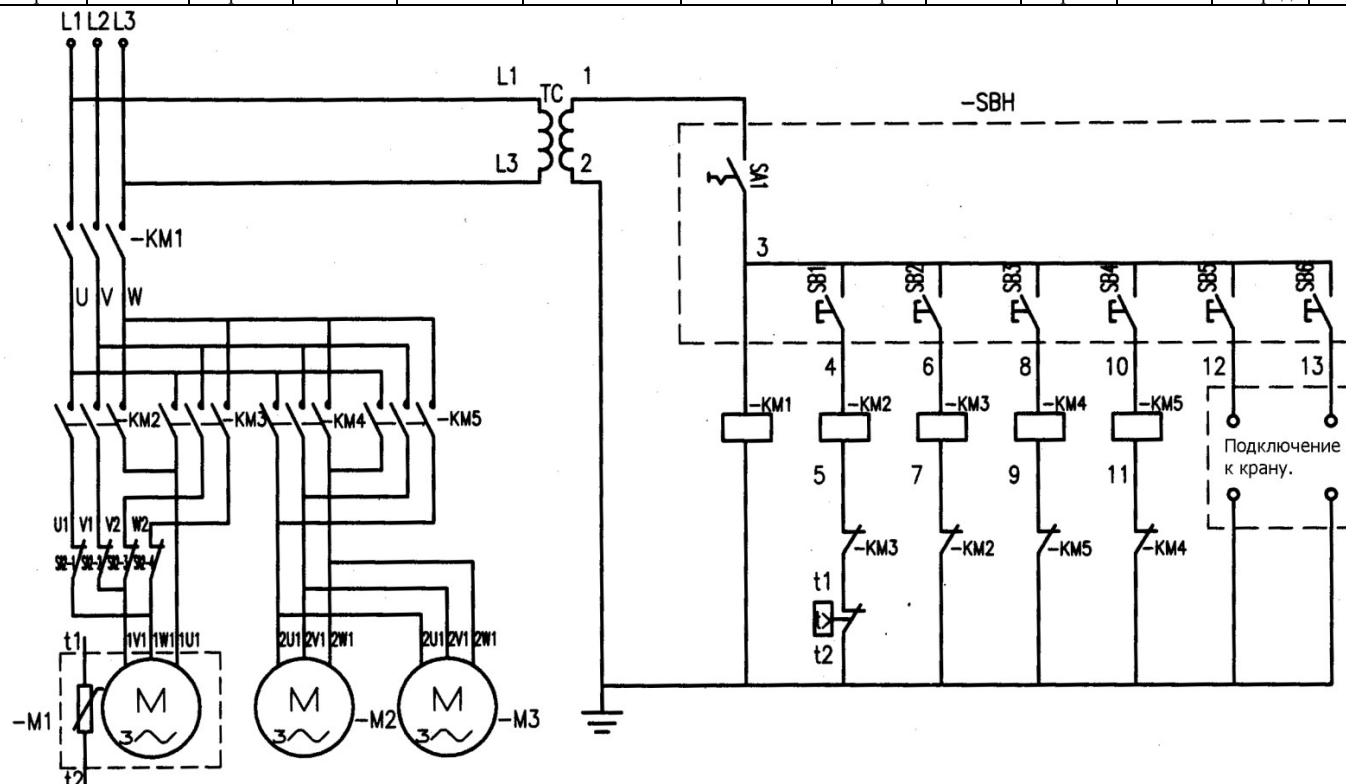 L1 L2 L3
L1 TC 1
-SBH
L3 2
SA1
-KM1
3
U V W
SB1 SB2 SB3 SB4 SB5 SB6
4 6 8 10 12 13
-KM2 -KM3 -KM4 -KM5
-KM1 -KM2 -KM3 -KM4 -KM5
Подключение
к крану.
5 7 9 11
U1 V1 V2 W2
-KM3 -KM2 -KM5 -KM4
t1
t>
t2
t1 1V1 1W1 1U1 2U1 2V1 2W1 2U1 2V1 2W1
M M M
-M1 -M2 -M3
3 3 3
t2